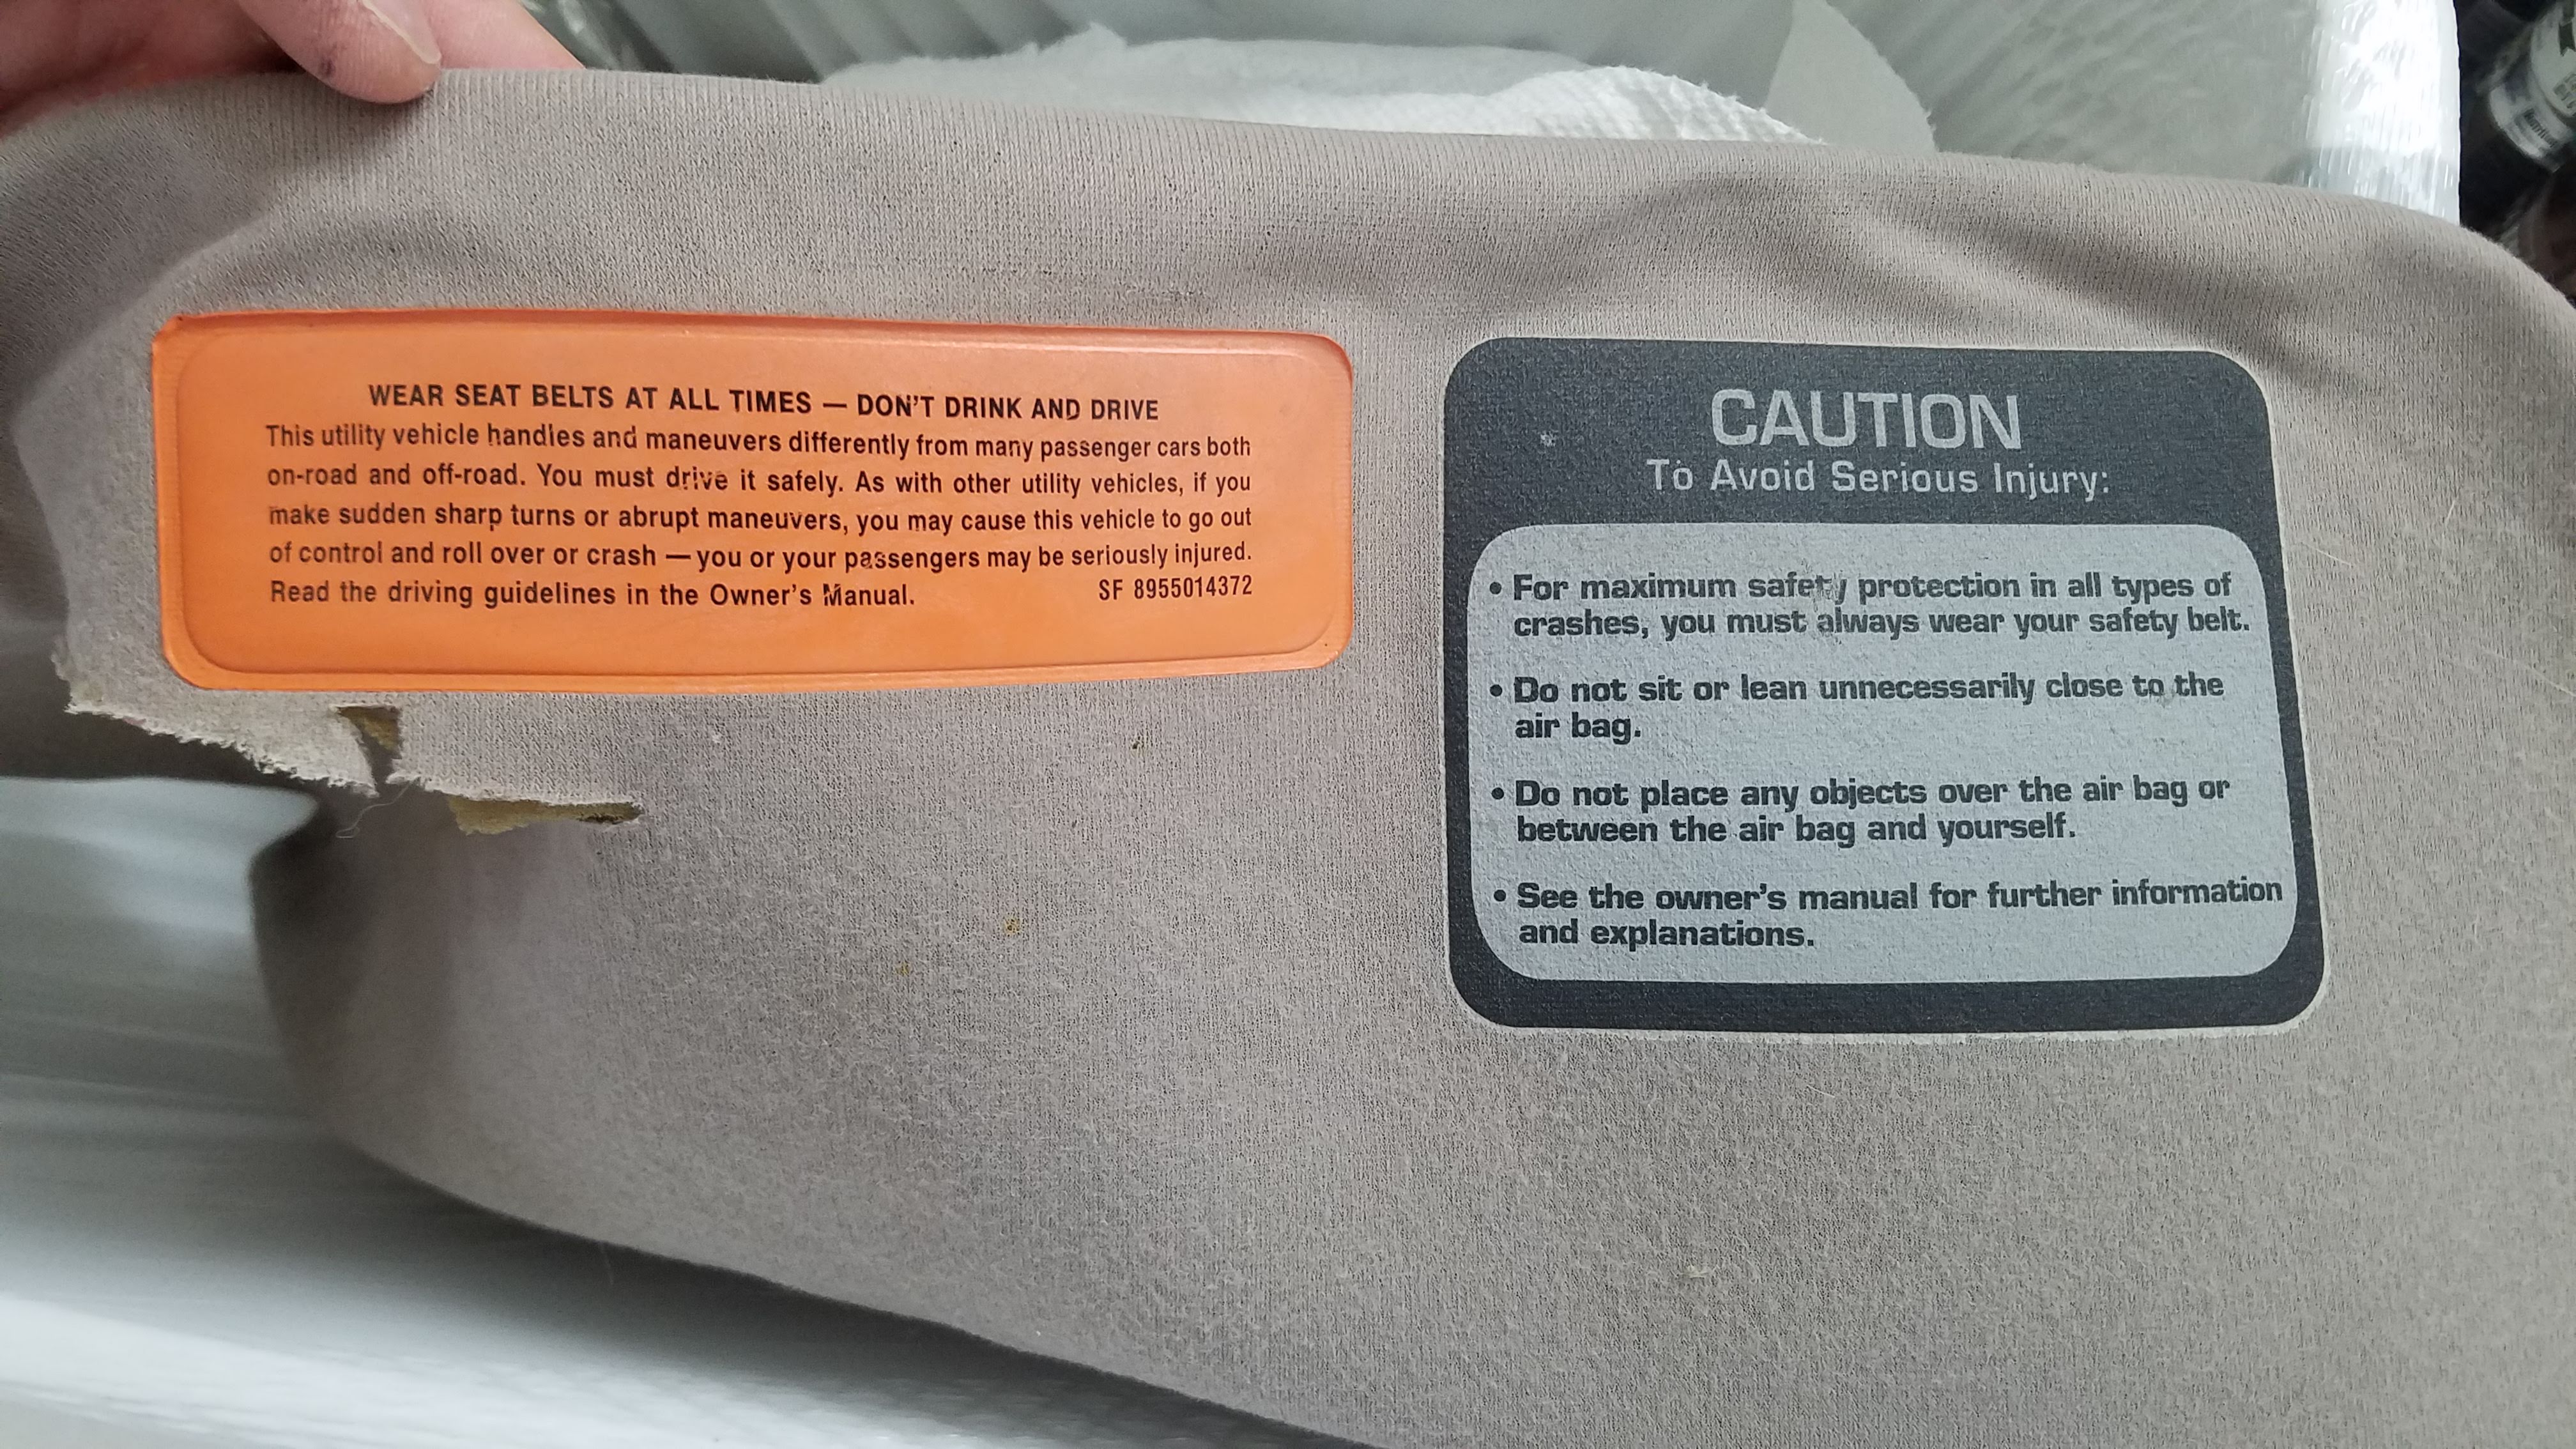 WEAR SEAT BELTS AT ALL TIMES — DON'T DRINK AND DRIVE
This utility vehicle handles and maneuvers differently from many passenger cars both
on-road and off-road. You must drive it safely. As with other utility vehicles, if you
make sudden sharp turns or abrupt maneuvers, you may cause this vehicle to go out
of control and roll over or crash — you or your passengers may be seriously injured.
Read the driving guidelines in the Owner's Manual. SF 8955014372
CAUTION
To Avoid Serious Injury:
• For maximum safety protection in all types of
crashes, you must always wear your safety belt.
• Do not sit or lean unnecessarily close to the
air bag.
• Do not place any objects over the air bag or
between the air bag and yourself.
• See the owner's manual for further information
and explanations.